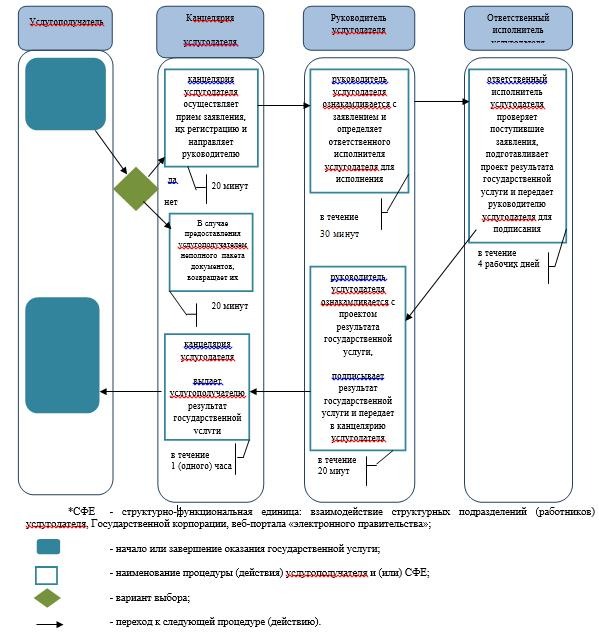 Услугополучатель
Канцелярия
услугодателя
Руководитель
услугодателя
Ответственный
исполнитель
услугодателя
канцелярия
услугодателя
осуществляет
прием заявления,
их регистрацию и
направляет
руководителю
да
нет
20 минут
В случае
предоставления
услугополучателем
неполного пакета
документов,
возвращает их
20 минут
канцелярия
услугодателя
выдает
услугополучателю
результат
государственной
услуги
в течение
1 (одного) часа
руководитель
услугодателя
ознакамливается с
заявлением и
определяет
ответственного
исполнителя
услугодателя для
исполнения
в течение
30 минут
руководитель
услугодателя
ознакамливается с
проектом
результата
государственной
услуги,
подписывает
результат
государственной
услуги и передает
в канцелярию
услугодателя
в течение
20 миут
ответственный
исполнитель
услугодателя
проверяет
поступившие
заявления,
подготавливает
проект результата
государственной
услуги и передает
руководителю
услугодателя для
подписания
в течение
4 рабочих дней
*СФЕ - структурно-функциональная единица: взаимодействие структурных подразделений (работников)
услугодателя, Государственной корпорации, веб-портала «электронного правительства»;
- начало или завершение оказания государственной услуги;
- наименование процедуры (действия) услугополучателя и (или) СФЕ;
- вариант выбора;
- переход к следующей процедуре (действию).